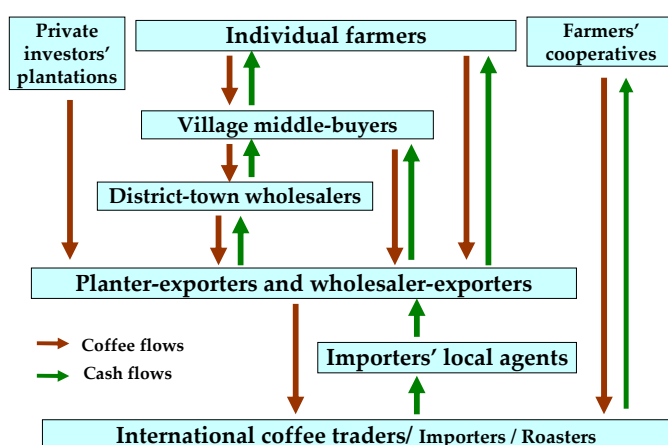 Private
investors’
plantations
Individual farmers
Farmers’
cooperatives
Village middle-buyers
District-town wholesalers
Planter-exporters and wholesaler-exporters
Coffee flows
Cash flows
Importers’ local agents
International coffee traders/ Importers / Roasters